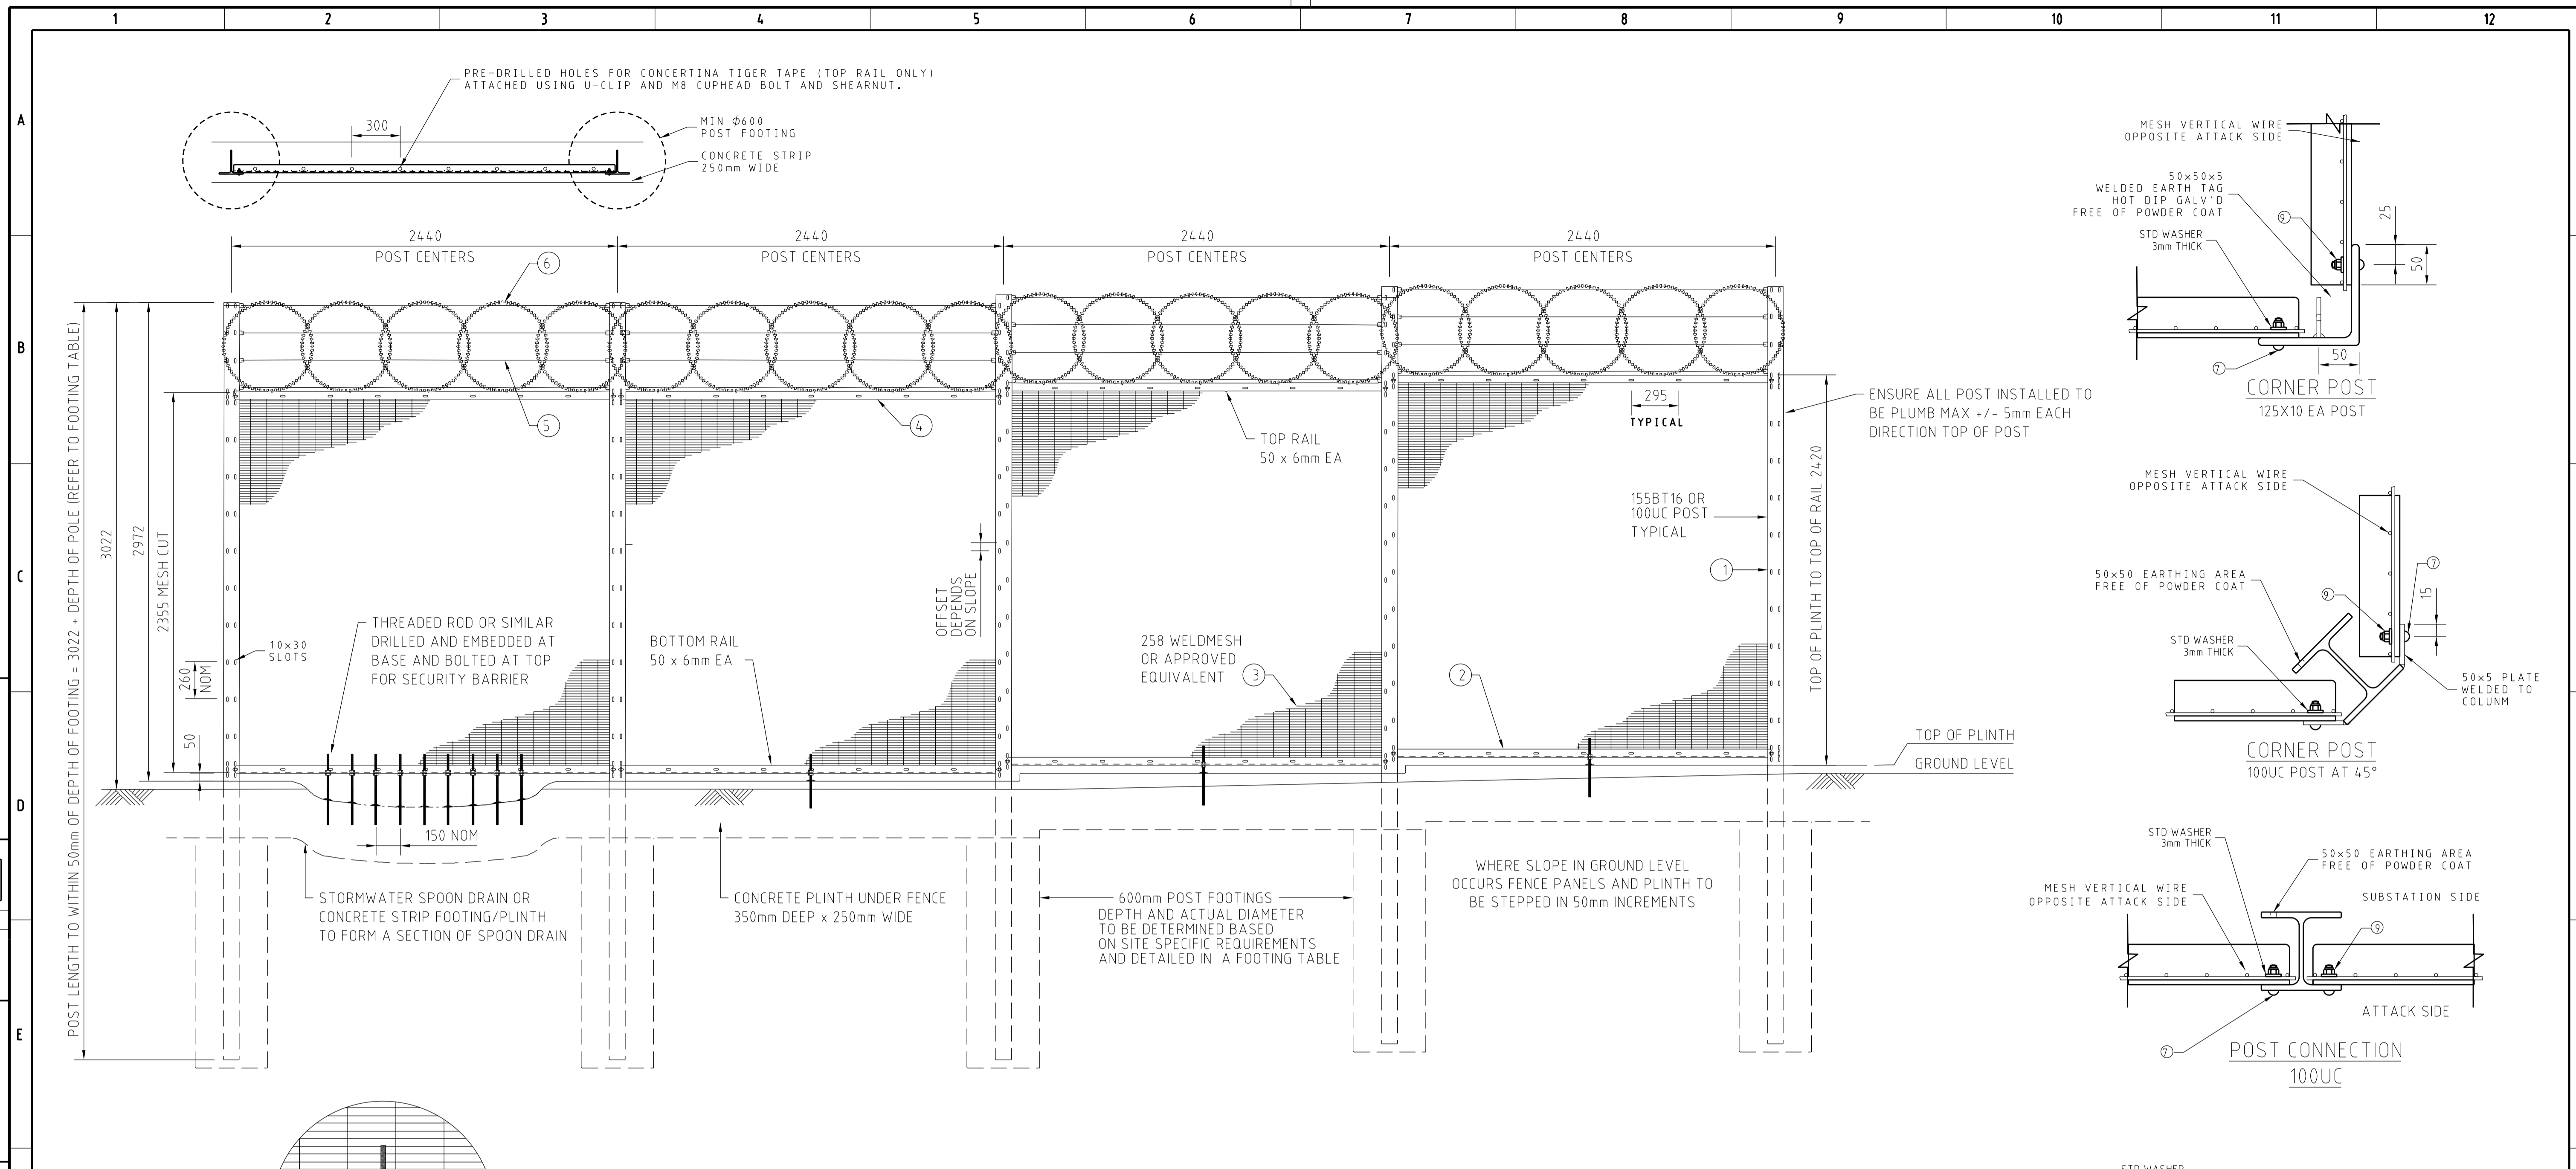 1 2 3 4 5 6 7 8 9 10 11 12
A
B
C
D
E
PRE-DRILLED HOLES FOR CONCERTINA TIGER TAPE (TOP RAIL ONLY)
ATTACHED USING U-CLIP AND M8 CUPHEAD BOLT AND SHEARNUT.
300
MIN Ø600
POST FOOTING
CONCRETE STRIP
250mm WIDE
2440
POST CENTERS
2440
POST CENTERS
2440
POST CENTERS
2440
POST CENTERS
6
5
4
POST LENGTH TO WITHIN 50mm OF DEPTH OF FOOTING = 3022 + DEPTH OF POLE (REFER TO FOOTING TABLE)
3022
2972
2355 MESH CUT
10x30
SLOTS
260
NOM
50
THREADED ROD OR SIMILAR
DRILLED AND EMBEDDED AT
BASE AND BOLTED AT TOP
FOR SECURITY BARRIER
BOTTOM RAIL
50 x 6mm EA
OFFSET
DEPENDS
ON SLOPE
TOP RAIL
50 x 6mm EA
258 WELDMESH
OR APPROVED
EQUIVALENT
3
295
TYPICAL
155BT16 OR
100UC POST
TYPICAL
1
2
TOP OF PLINTH TO TOP OF RAIL 2420
ENSURE ALL POST INSTALLED TO
BE PLUMB MAX +/- 5mm EACH
DIRECTION TOP OF POST
TOP OF PLINTH
GROUND LEVEL
150 NOM
STORMWATER SPOON DRAIN OR
CONCRETE STRIP FOOTING/PLINTH
TO FORM A SECTION OF SPOON DRAIN
CONCRETE PLINTH UNDER FENCE
350mm DEEP x 250mm WIDE
600mm POST FOOTINGS
DEPTH AND ACTUAL DIAMETER
TO BE DETERMINED BASED
ON SITE SPECIFIC REQUIREMENTS
AND DETAILED IN A FOOTING TABLE
WHERE SLOPE IN GROUND LEVEL
OCCURS FENCE PANELS AND PLINTH TO
BE STEPPED IN 50mm INCREMENTS
MESH VERTICAL WIRE
OPPOSITE ATTACK SIDE
50x50x5
WELDED EARTH TAG
HOT DIP GALV'D
FREE OF POWDER COAT
9
STD WASHER
3mm THICK
25
50
50
7
CORNER POST
125X10 EA POST
MESH VERTICAL WIRE
OPPOSITE ATTACK SIDE
50x50 EARTHING AREA
FREE OF POWDER COAT
9
7
15
STD WASHER
3mm THICK
50x5 PLATE
WELDED TO
COLUNM
CORNER POST
100UC POST AT 45°
STD WASHER
3mm THICK
50x50 EARTHING AREA
FREE OF POWDER COAT
MESH VERTICAL WIRE
OPPOSITE ATTACK SIDE
SUBSTATION SIDE
9
ATTACK SIDE
7
POST CONNECTION
100UC
STD WASHER